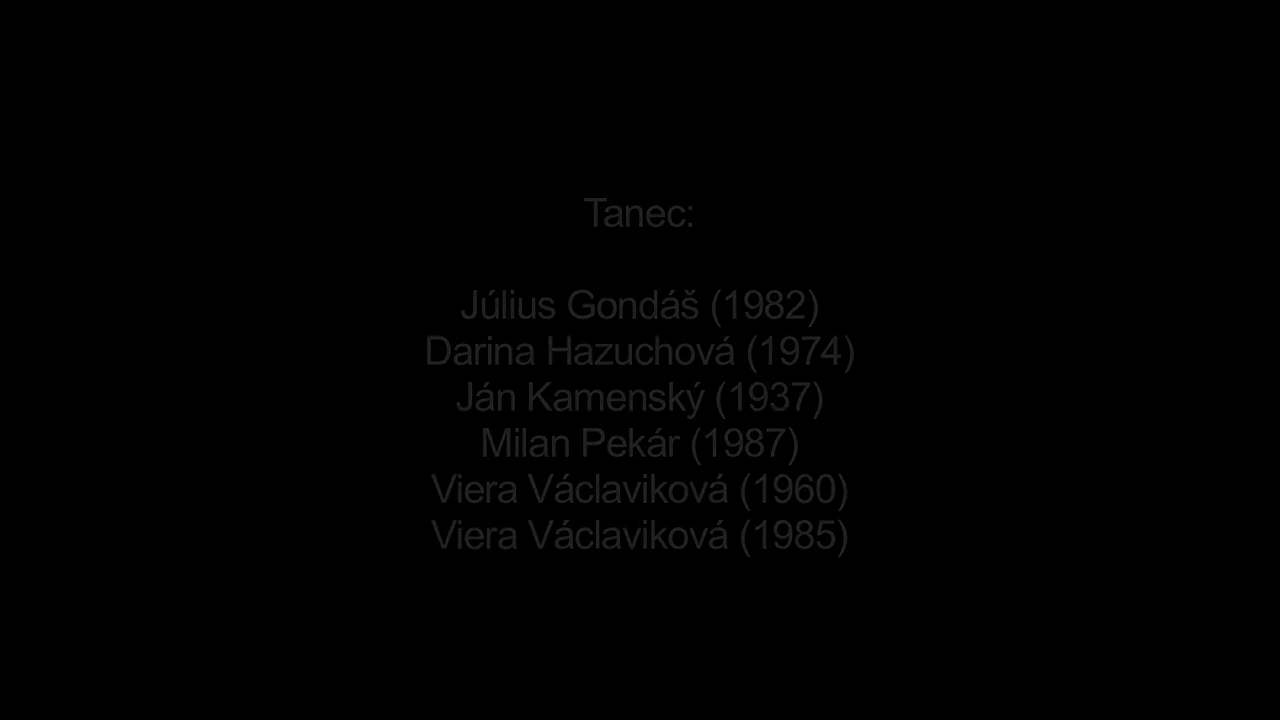 Tanec:
Július Gondáš (1982)
Darina Hazuchová (1974)
Ján Kamenský (1937)
Milan Pekár (1987)
Viera Václaviková (1960)
Viera Václaviková (1985)